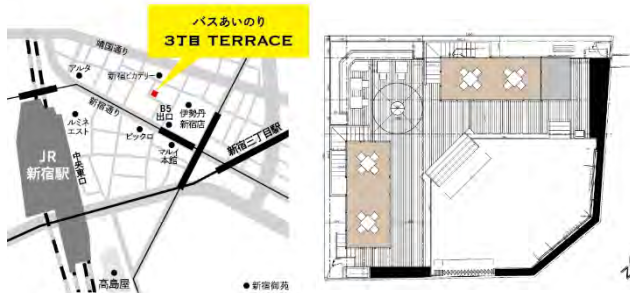 バスあいのり
3丁目 TERRACE
靖国通り
アルタ
新宿ピカデリー
新宿通り
B5
出口
伊勢丹
新宿店
ルミネ
エスト
ビックロ
マルイ
本館
新宿三丁目駅
JR
新宿駅
中央東口
高島屋
新宿御苑